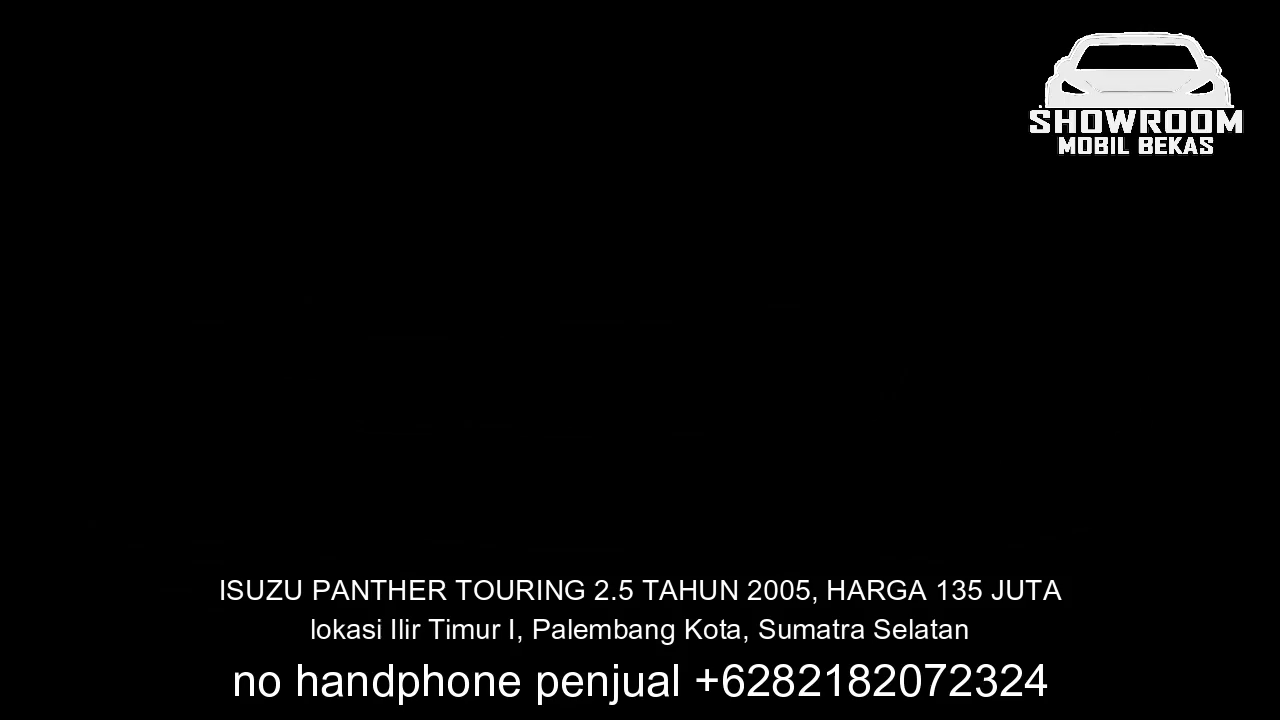 SHOWROOM
MOBIL BEKAS
ISUZU PANTHER TOURING 2.5 TAHUN 2005, HARGA 135 JUTA
lokasi Ilir Timur I, Palembang Kota, Sumatra Selatan
no handphone penjual +6282182072324